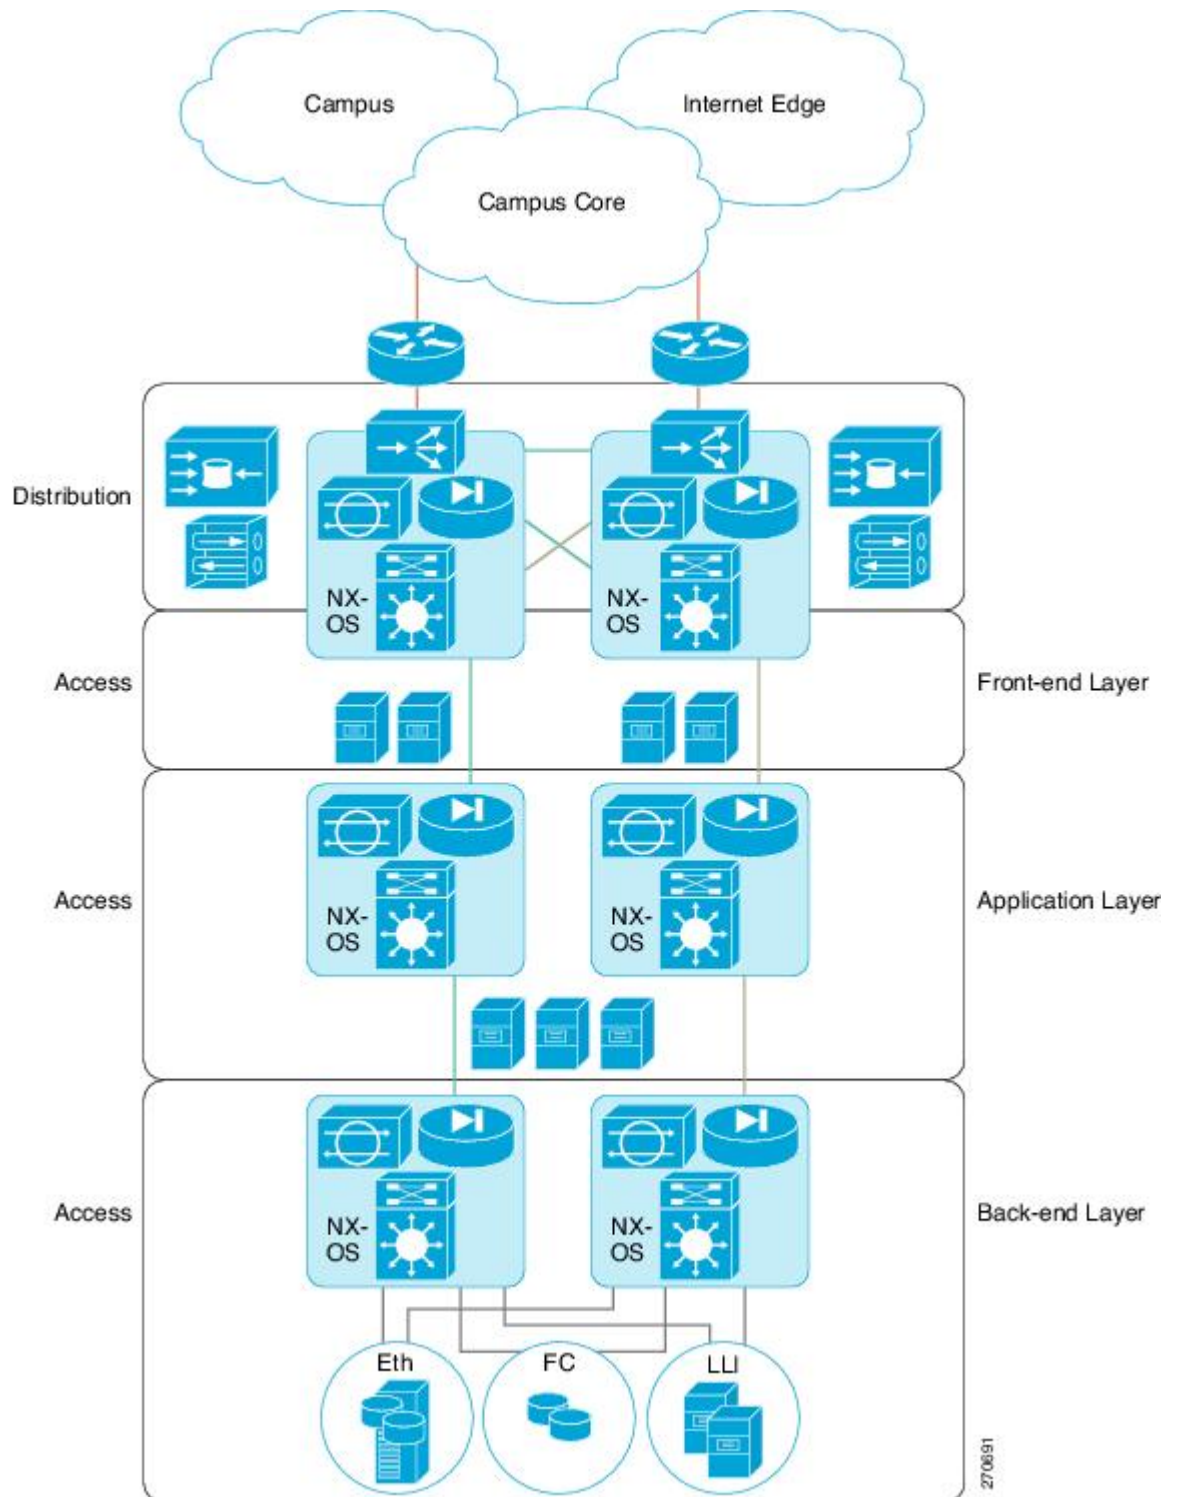 Campus
Internet Edge
Campus Core
Distribution
NX-
OS
NX-
OS
Access
Front-end Layer
Access
NX-
OS
NX-
OS
Application Layer
Access
NX-
OS
NX-
OS
Back-end Layer
Eth
FC
LLI
270691